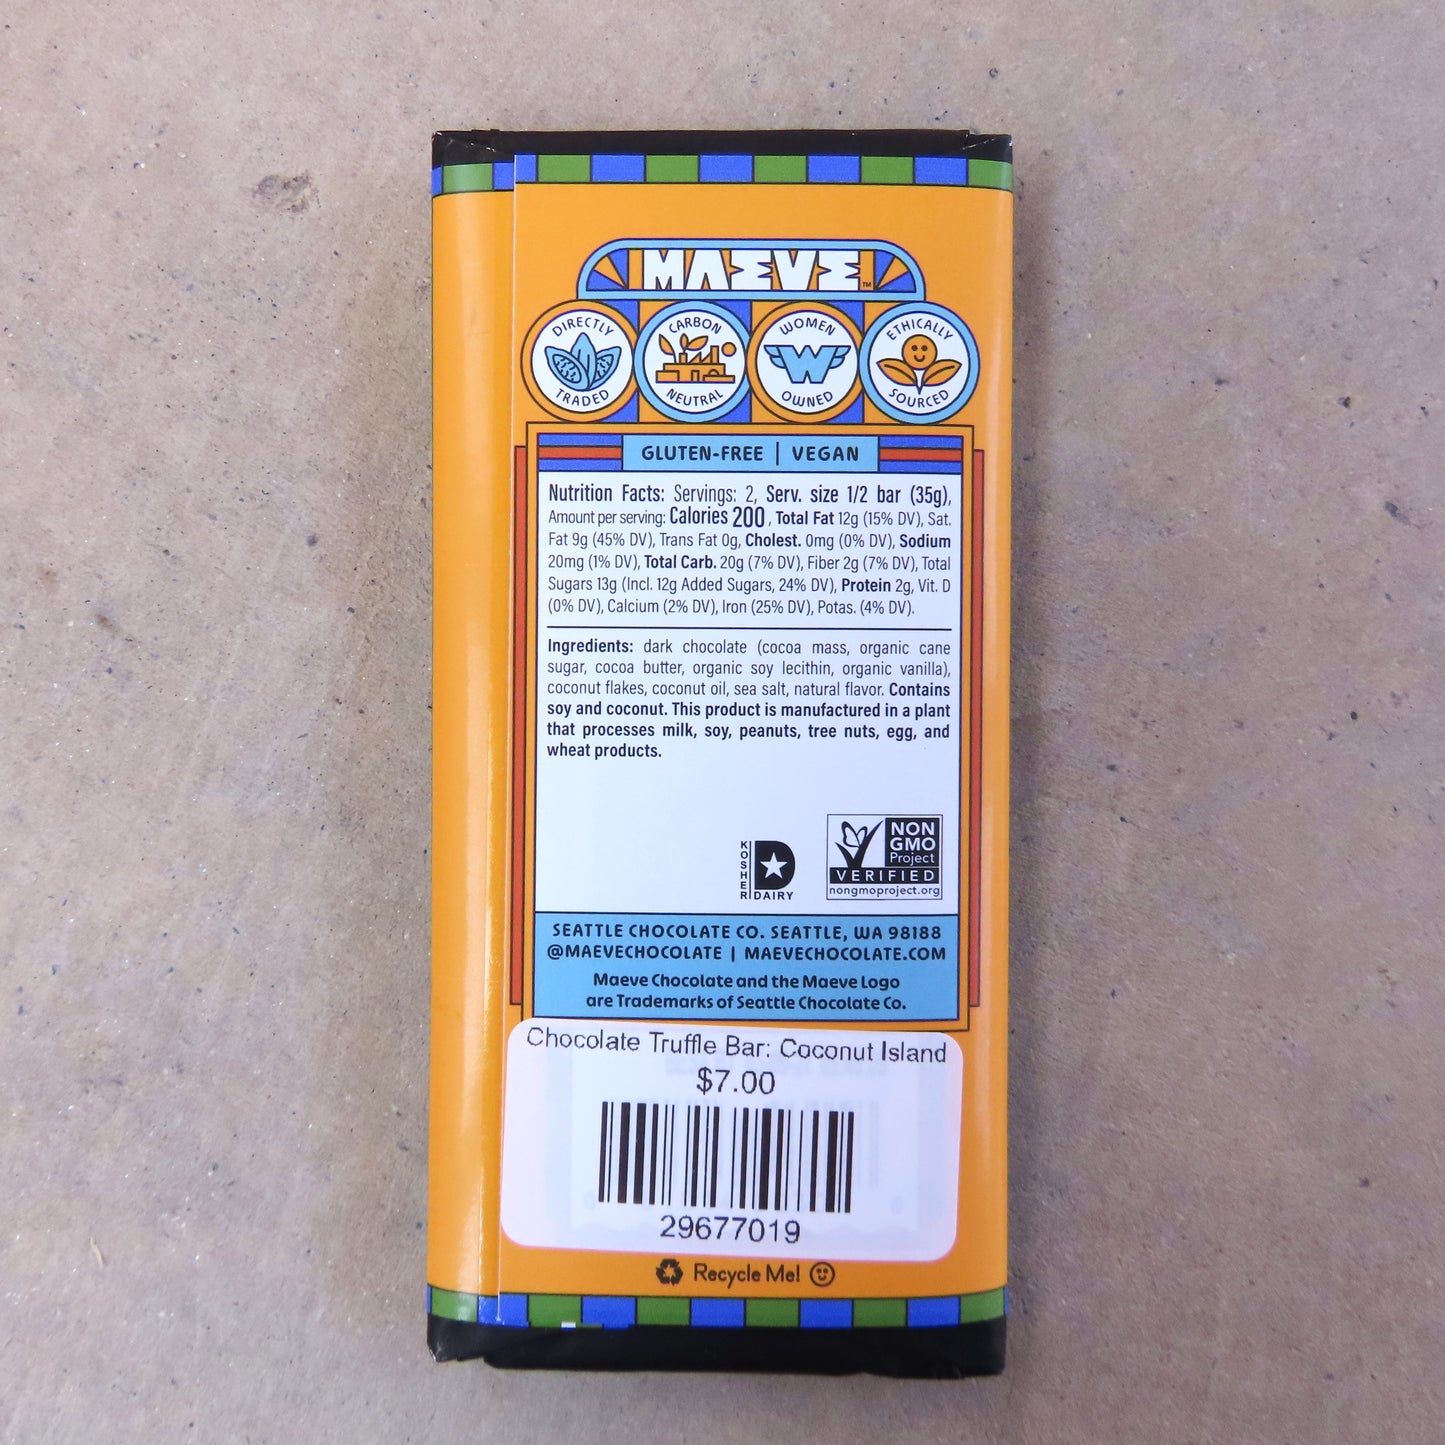 MAEVE™
DIRECTLY
TRADED
CARBON
NEUTRAL
WOMEN
W
OWNED
ETHICALLY
SOURCED
GLUTEN-FREE | VEGAN
Nutrition Facts: Servings: 2, Serv. size 1/2 bar (35g),
Amount per serving: Calories 200, Total Fat 12g (15% DV), Sat.
Fat 9g (45% DV), Trans Fat 0g, Cholest. 0mg (0% DV), Sodium
20mg (1% DV), Total Carb. 20g (7% DV), Fiber 2g (7% DV), Total
Sugars 13g (Incl. 12g Added Sugars, 24% DV), Protein 2g, Vit. D
(0% DV), Calcium (2% DV), Iron (25% DV), Potas. (4% DV).
Ingredients: dark chocolate (cocoa mass, organic cane
sugar, cocoa butter, organic soy lecithin, organic vanilla),
coconut flakes, coconut oil, sea salt, natural flavor. Contains
soy and coconut. This product is manufactured in a plant
that processes milk, soy, peanuts, tree nuts, egg, and
wheat products.
KOSHER
D
DAIRY
NON
GMO
Project
VERIFIED
nongmoproject.org
SEATTLE CHOCOLATE CO. SEATTLE, WA 98188
@MAEVECHOCOLATE | MAEVECHOCOLATE.COM
Maeve Chocolate and the Maeve Logo
are Trademarks of Seattle Chocolate Co.
Chocolate Truffle Bar: Coconut Island
$7.00
29677019
Recycle Me!